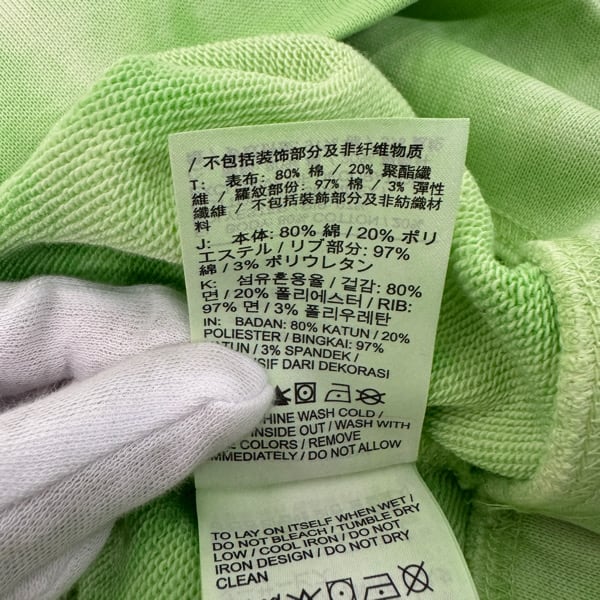 / 不包括装饰部分及非纤维物质
T: 表布: 80% 棉 / 20% 聚酯纖
維 / 羅紋部份: 97% 棉 / 3% 彈性
纖維 / 不包括裝飾部分及非紡織材
料
J: 本体: 80% 綿 / 20% ポリ
エステル / リブ部分: 97%
綿 / 3% ポリウレタン
K: 섬유혼용율 / 겉감: 80%
면 / 20% 폴리에스터 / RIB:
97% 면 / 3% 폴리우레탄
IN: BADAN: 80% KATUN / 20%
POLIESTER / BINGKAI: 97%
/ 3% SPANDEX /
DARI DEKORASI
WASH COLD /
INSIDE OUT / WASH WITH
COLORS / REMOVE
/ DO NOT ALLOW
TO LAY ON ITSELF WHEN WET /
DO NOT BLEACH / TUMBLE DRY
LOW / COOL IRON / DO NOT
IRON DESIGN / DO NOT DRY
CLEAN